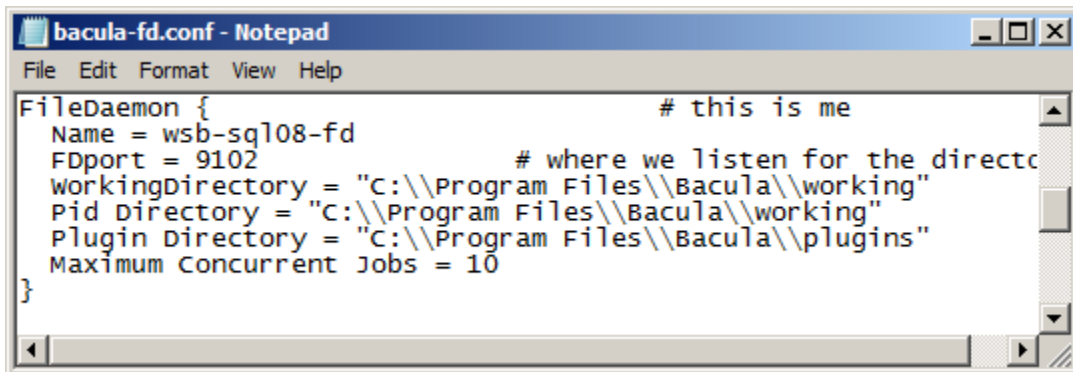 bacula-fd.conf - Notepad
File Edit Format View Help
FileDaemon { # this is me
Name = wsb-sql08-fd
FDport = 9102 # where we listen for the directo
WorkingDirectory = "C:\\Program Files\\Bacula\\working"
Pid Directory = "C:\\Program Files\\Bacula\\working"
Plugin Directory = "C:\\Program Files\\Bacula\\plugins"
Maximum Concurrent Jobs = 10
}